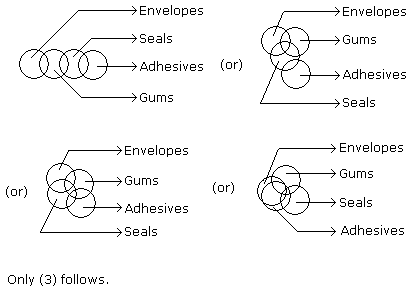 Envelopes
Seals
Adhesives
Gums
(or)
Envelopes
Gums
Adhesives
Seals
(or)
Envelopes
Gums
Adhesives
Seals
(or)
Envelopes
Gums
Seals
Adhesives
Only (3) follows.